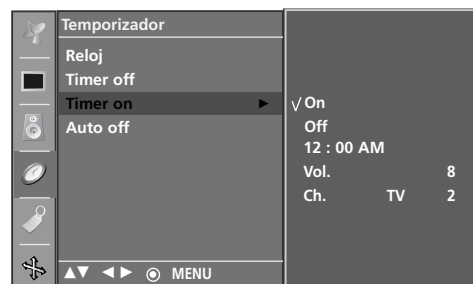 Temporizador
Reloj
Timer off
Timer on ►
Auto off
▲▼ ◄► ◉ MENU
√ On
Off
12 : 00 AM
Vol. 8
Ch. TV 2